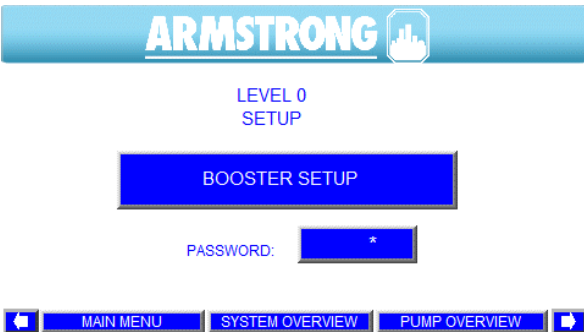 ARMSTRONG
LEVEL 0
SETUP
BOOSTER SETUP
PASSWORD: *
MAIN MENU SYSTEM OVERVIEW PUMP OVERVIEW